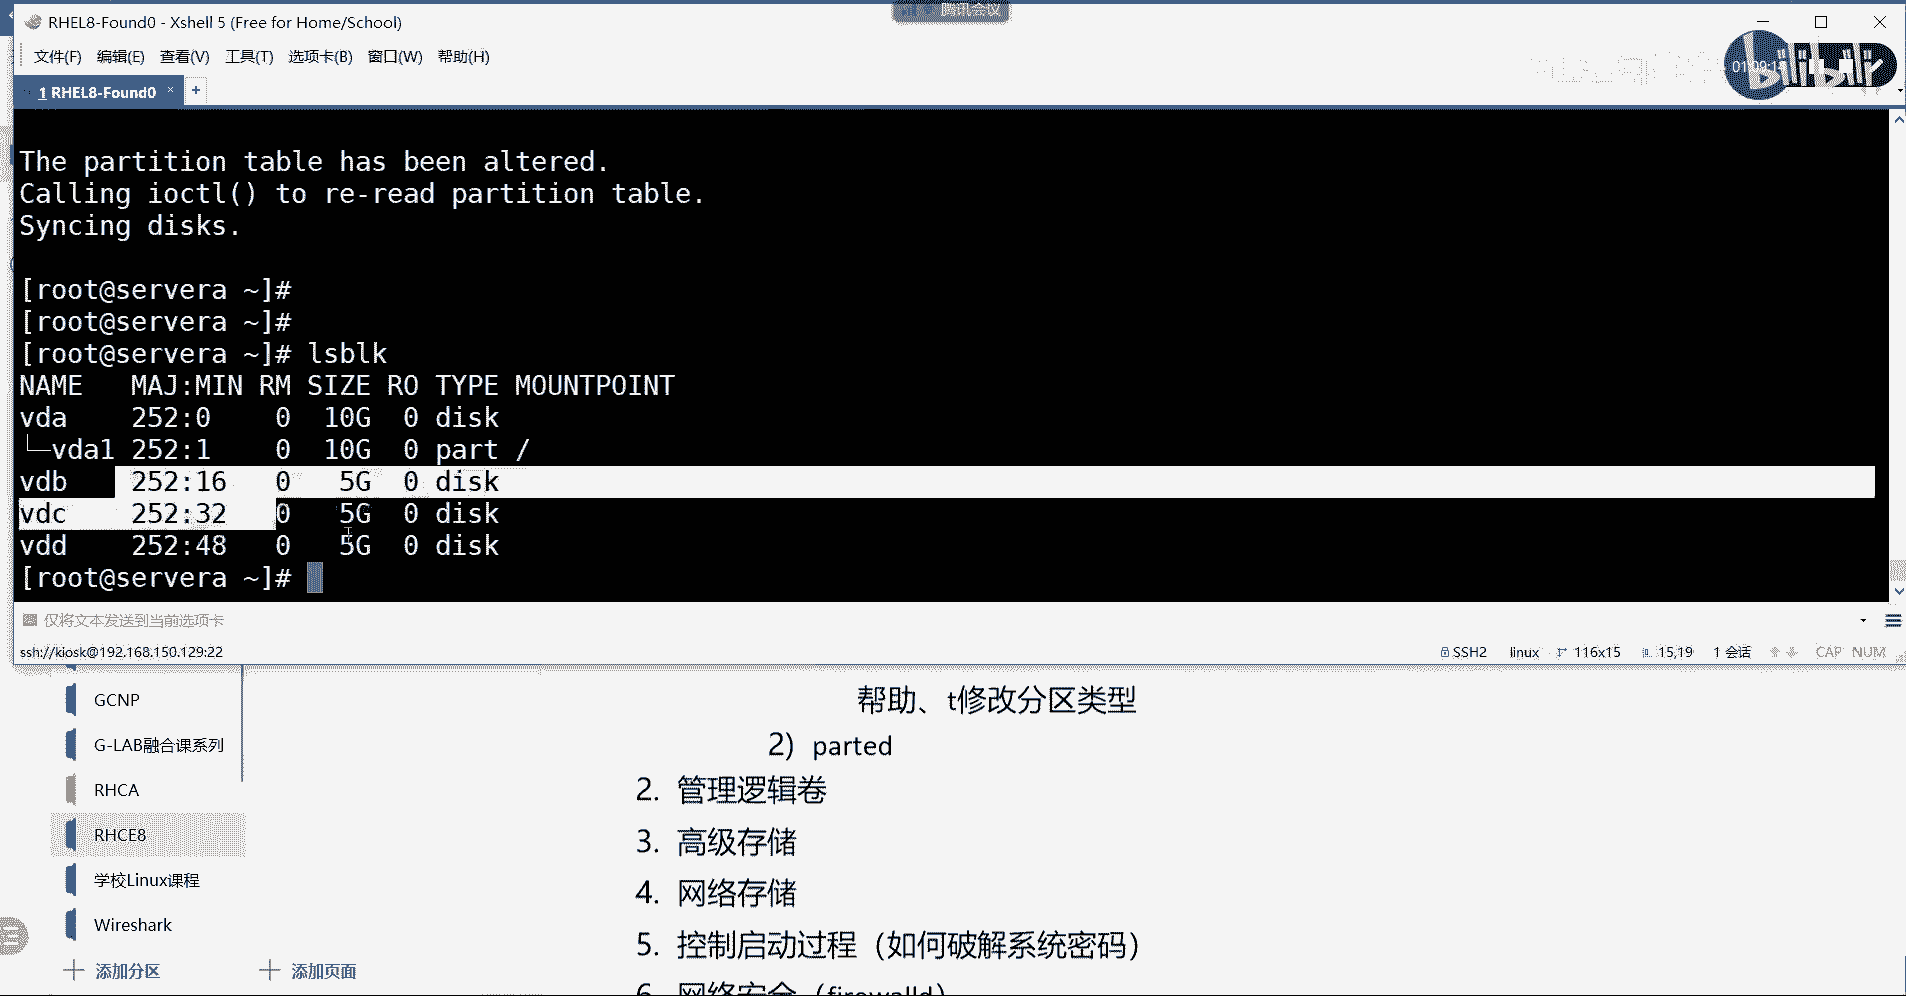 腾讯会议
RHEL8-Found0 - Xshell 5 (Free for Home/School)
文件(F) 编辑(E) 查看(V) 工具(T) 选项卡(B) 窗口(W) 帮助(H)
bilibili
1 RHEL8-Found0 × +
The partition table has been altered.
Calling ioctl() to re-read partition table.
Syncing disks.
[root@servera ~]#
[root@servera ~]#
[root@servera ~]# lsblk
NAME MAJ:MIN RM SIZE RO TYPE MOUNTPOINT
vda 252:0 0 10G 0 disk
└─vda1 252:1 0 10G 0 part /
vdb 252:16 0 5G 0 disk
vdc 252:32 0 5G 0 disk
vdd 252:48 0 5G 0 disk
[root@servera ~]#
仅将文本发送到当前选项卡
ssh://kiosk@192.168.150.129:22 SSH2 linux 116x15 15,19 1 会话 CAP NUM
GCNP
G-LAB融合课系列
RHCA
RHCE8
学校Linux课程
Wireshark
添加分区 添加页面
帮助、t修改分区类型
2) parted
2. 管理逻辑卷
3. 高级存储
4. 网络存储
5. 控制启动过程（如何破解系统密码）
6. 网络安全（firewalld）